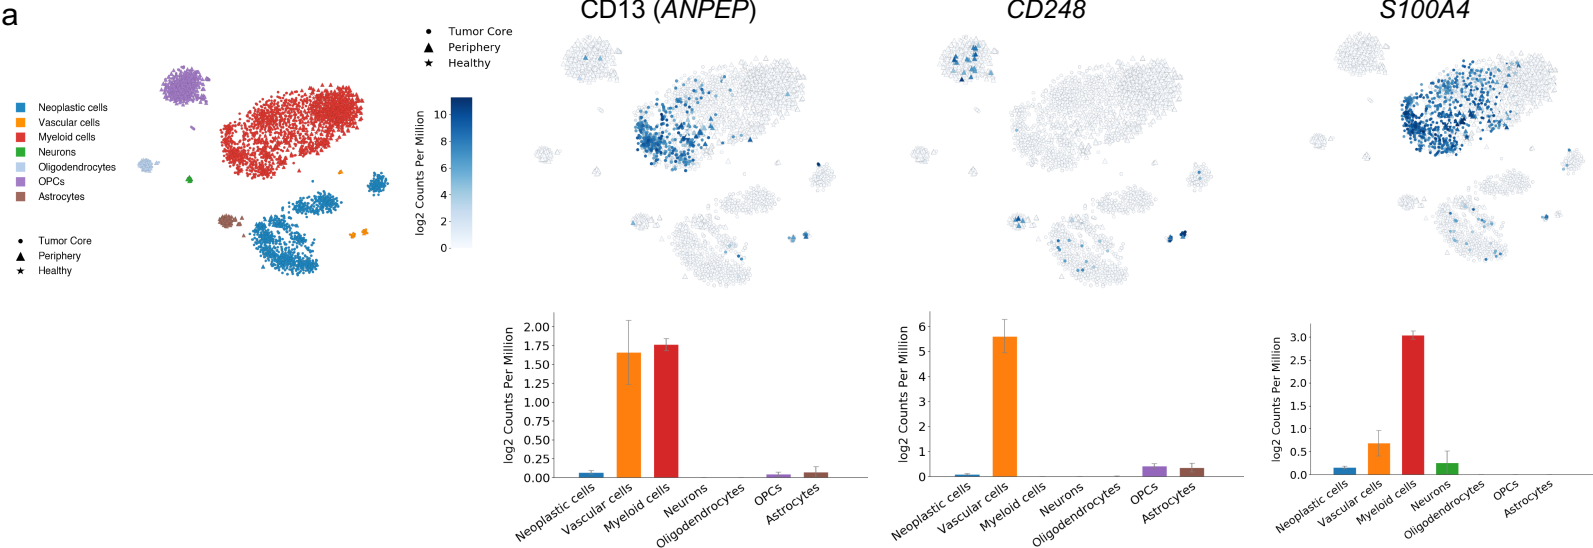 a
Neoplastic cells
Vascular cells
Myeloid cells
Neurons
Oligodendrocytes
OPCs
Astrocytes
Tumor Core
Periphery
Healthy
Tumor Core
Periphery
Healthy
log2 Counts Per Million
10
8
6
4
2
0
CD13 (ANPEP)
CD248
S100A4
log2 Counts Per Million
2.00
1.75
1.50
1.25
1.00
0.75
0.50
0.25
0.00
Neoplastic cells
Vascular cells
Myeloid cells
Neurons
Oligodendrocytes
OPCs
Astrocytes
log2 Counts Per Million
6
5
4
3
2
1
0
Neoplastic cells
Vascular cells
Myeloid cells
Neurons
Oligodendrocytes
OPCs
Astrocytes
log2 Counts Per Million
3.0
2.5
2.0
1.5
1.0
0.5
0.0
Neoplastic cells
Vascular cells
Myeloid cells
Neurons
Oligodendrocytes
OPCs
Astrocytes